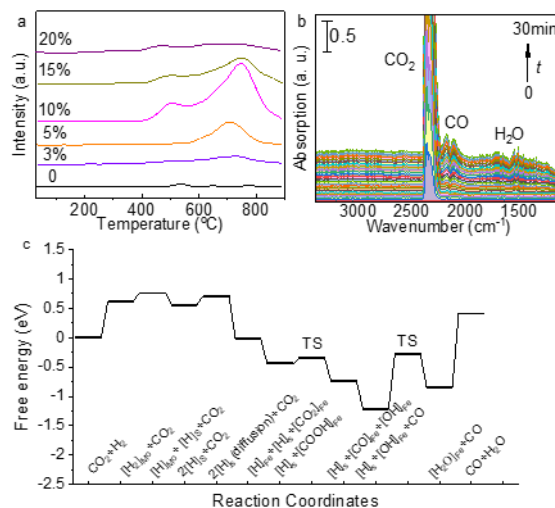 a
20%
15%
10%
5%
3%
0
Intensity (a. u.)
200 400 600 800
Temperature (ºC)
b
0.5
30min
t
0
CO2
CO
H2O
Absorption (a. u.)
3000 2500 2000 1500
Wavenumber (cm-1)
c
1.5
1
0.5
0
-0.5
-1
-1.5
-2
-2.5
Free energy (eV)
TS
TS
CO2+H2
[H2]Mo+CO2
[H]Mo+[H]S+CO2
2[H]S+CO2
2[H]s(diffusion)+CO2
[H]Fe+[H]s+[CO2]Fe
[H]s+[COOH]Fe
[H]s+[CO]Fe+[OH]Fe
[H]s+[OH]Fe+CO
[H2O]Fe+CO
CO+H2O
Reaction Coordinates